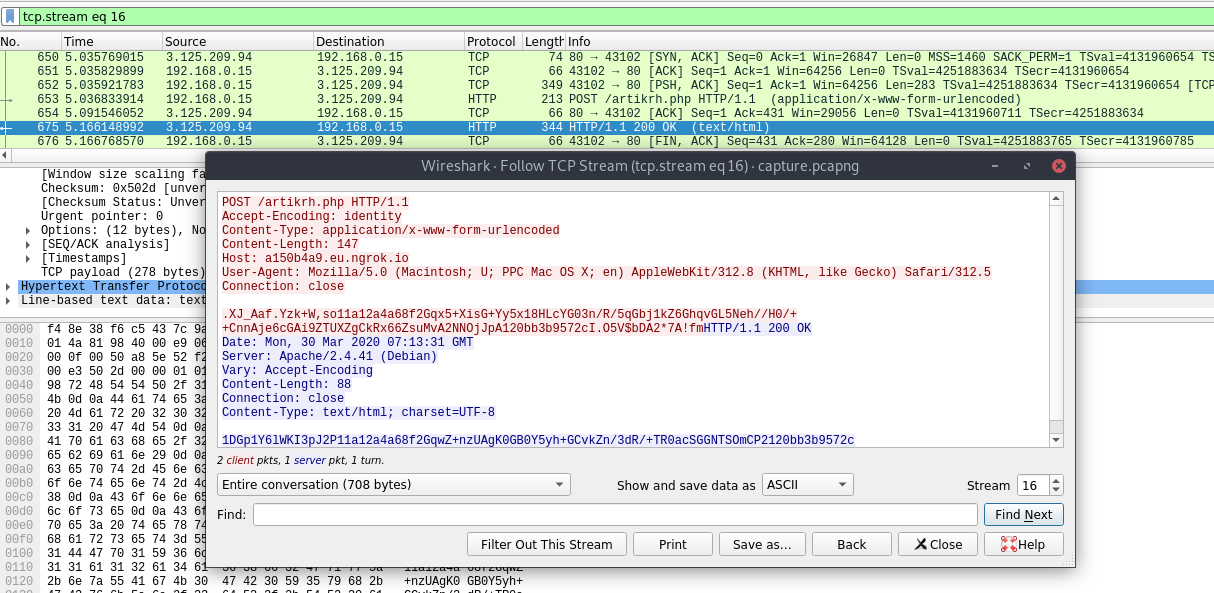 tcp.stream eq 16
No. Time Source Destination Protocol Length Info
650 5.035769015 3.125.209.94 192.168.0.15 TCP 74 80 → 43102 [SYN, ACK] Seq=0 Ack=1 Win=26847 Len=0 MSS=1460 SACK_PERM=1 TSval=4131960654 TS
651 5.035829899 192.168.0.15 3.125.209.94 TCP 66 43102 → 80 [ACK] Seq=1 Ack=1 Win=64256 Len=0 TSval=4251883634 TSecr=4131960654
652 5.035921783 192.168.0.15 3.125.209.94 TCP 349 43102 → 80 [PSH, ACK] Seq=1 Ack=1 Win=64256 Len=283 TSval=4251883634 TSecr=4131960654 [TCP
653 5.036833914 192.168.0.15 3.125.209.94 HTTP 213 POST /artikrh.php HTTP/1.1 (application/x-www-form-urlencoded)
654 5.091546052 3.125.209.94 192.168.0.15 TCP 66 80 → 43102 [ACK] Seq=1 Ack=431 Win=29056 Len=0 TSval=4131960711 TSecr=4251883634
675 5.166148992 3.125.209.94 192.168.0.15 HTTP 344 HTTP/1.1 200 OK (text/html)
676 5.166768570 192.168.0.15 3.125.209.94 TCP 66 43102 → 80 [FIN, ACK] Seq=431 Ack=280 Win=64128 Len=0 TSval=4251883765 TSecr=4131960785
[Window size scaling fa
Checksum: 0x502d [unver
[Checksum Status: Unver
Urgent pointer: 0
Options: (12 bytes), No
[SEQ/ACK analysis]
[Timestamps]
TCP payload (278 bytes)
Hypertext Transfer Protoc
Line-based text data: text
0000 f4 8e 38 f6 c5 43 7c 9a
0010 01 4a 81 98 40 00 e9 06
0020 00 0f 00 50 a8 5e 52 f2
0030 00 e3 50 2d 00 00 01 01
0040 98 72 48 54 54 50 2f 31
0050 4b 0d 0a 44 61 74 65 3a
0060 20 4d 61 72 20 32 30 32
0070 33 31 20 47 4d 54 0d 0a
0080 41 70 61 63 68 65 2f 32
0090 65 62 69 61 6e 29 0d 0a
00a0 63 65 70 74 2d 45 6e 63
00b0 6f 6e 74 65 6e 74 2d 4c
00c0 38 0d 0a 43 6f 6e 6e 65
00d0 6c 6f 73 65 0d 0a 43 6f
00e0 70 65 3a 20 74 65 78 74
00f0 68 61 72 73 65 74 3d 55
0100 31 44 47 70 31 59 36 6c
0110 31 31 61 31 32 61 34 61
0120 2b 6e 7a 55 41 67 4b 30 47 42 30 59 35 79 68 2b +nzUAgK0 GB0Y5yh+
Wireshark · Follow TCP Stream (tcp.stream eq 16) · capture.pcapng
POST /artikrh.php HTTP/1.1
Accept-Encoding: identity
Content-Type: application/x-www-form-urlencoded
Content-Length: 147
Host: a150b4a9.eu.ngrok.io
User-Agent: Mozilla/5.0 (Macintosh; U; PPC Mac OS X; en) AppleWebKit/312.8 (KHTML, like Gecko) Safari/312.5
Connection: close
.XJ_Aaf.Yzk+W,so11a12a4a68f2Gqx5+XisG+Yy5x18HLcYG03n/R/5qGbj1kZ6GhqvGL5Neh//H0/+
+CnnAje6cGAi9ZTUXZgCkRx66ZsuMvA2NNOjJpA120bb3b9572cI.O5V$bDA2*7A!fmHTTP/1.1 200 OK
Date: Mon, 30 Mar 2020 07:13:31 GMT
Server: Apache/2.4.41 (Debian)
Vary: Accept-Encoding
Content-Length: 88
Connection: close
Content-Type: text/html; charset=UTF-8
1DGp1Y6lWKI3pJ2P11a12a4a68f2GqwZ+nzUAgK0GB0Y5yh+GCvkZn/3dR/+TR0acSGGNTSOmCP2120bb3b9572c
2 client pkts, 1 server pkt, 1 turn.
Entire conversation (708 bytes)
Show and save data as ASCII
Stream 16
Find:
Find Next
Filter Out This Stream
Print
Save as…
Back
Close
Help